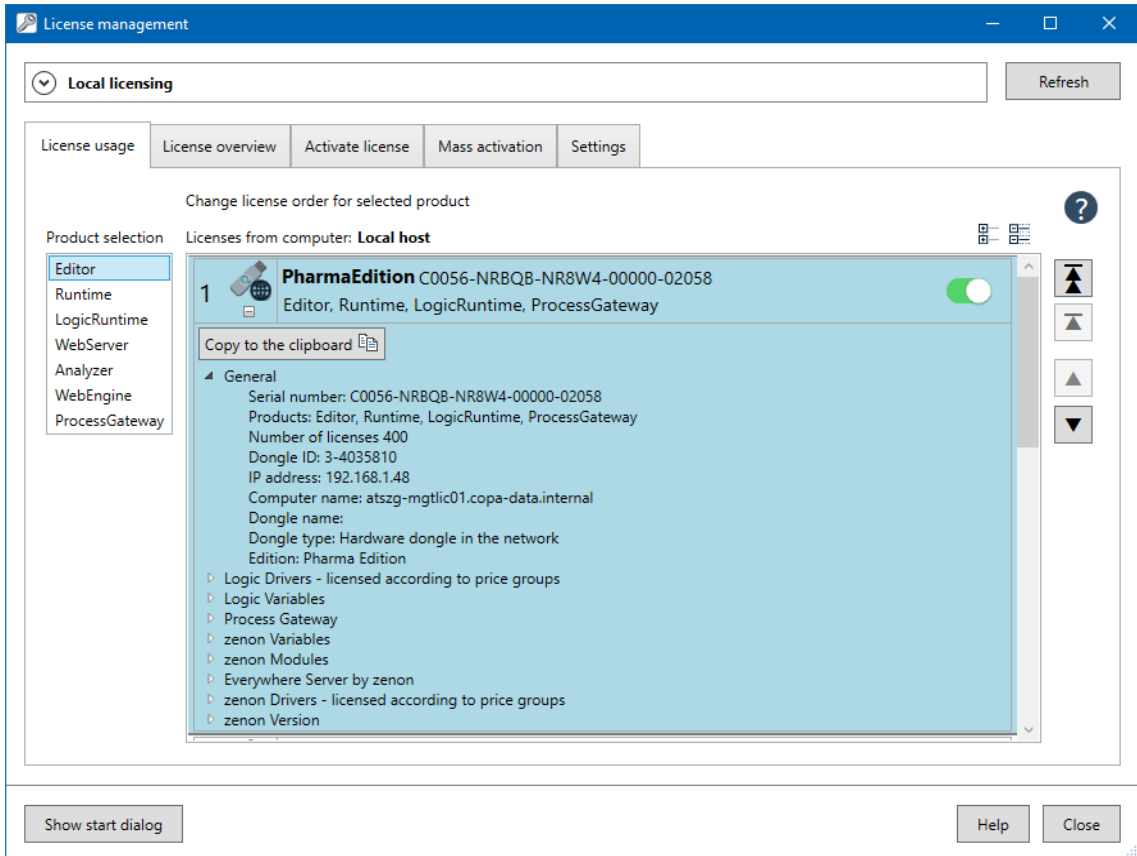 License management
Local licensing
Refresh
License usage
License overview
Activate license
Mass activation
Settings
Change license order for selected product
Product selection
Licenses from computer: Local host
Editor
Runtime
LogicRuntime
WebServer
Analyzer
WebEngine
ProcessGateway
1
PharmaEdition C0056-NRBQB-NR8W4-00000-02058
Editor, Runtime, LogicRuntime, ProcessGateway
Copy to the clipboard
General
Serial number: C0056-NRBQB-NR8W4-00000-02058
Products: Editor, Runtime, LogicRuntime, ProcessGateway
Number of licenses 400
Dongle ID: 3-4035810
IP address: 192.168.1.48
Computer name: atszg-mgtlic01.copa-data.internal
Dongle name:
Dongle type: Hardware dongle in the network
Edition: Pharma Edition
Logic Drivers - licensed according to price groups
Logic Variables
Process Gateway
zenon Variables
zenon Modules
Everywhere Server by zenon
zenon Drivers - licensed according to price groups
zenon Version
?
Show start dialog
Help
Close